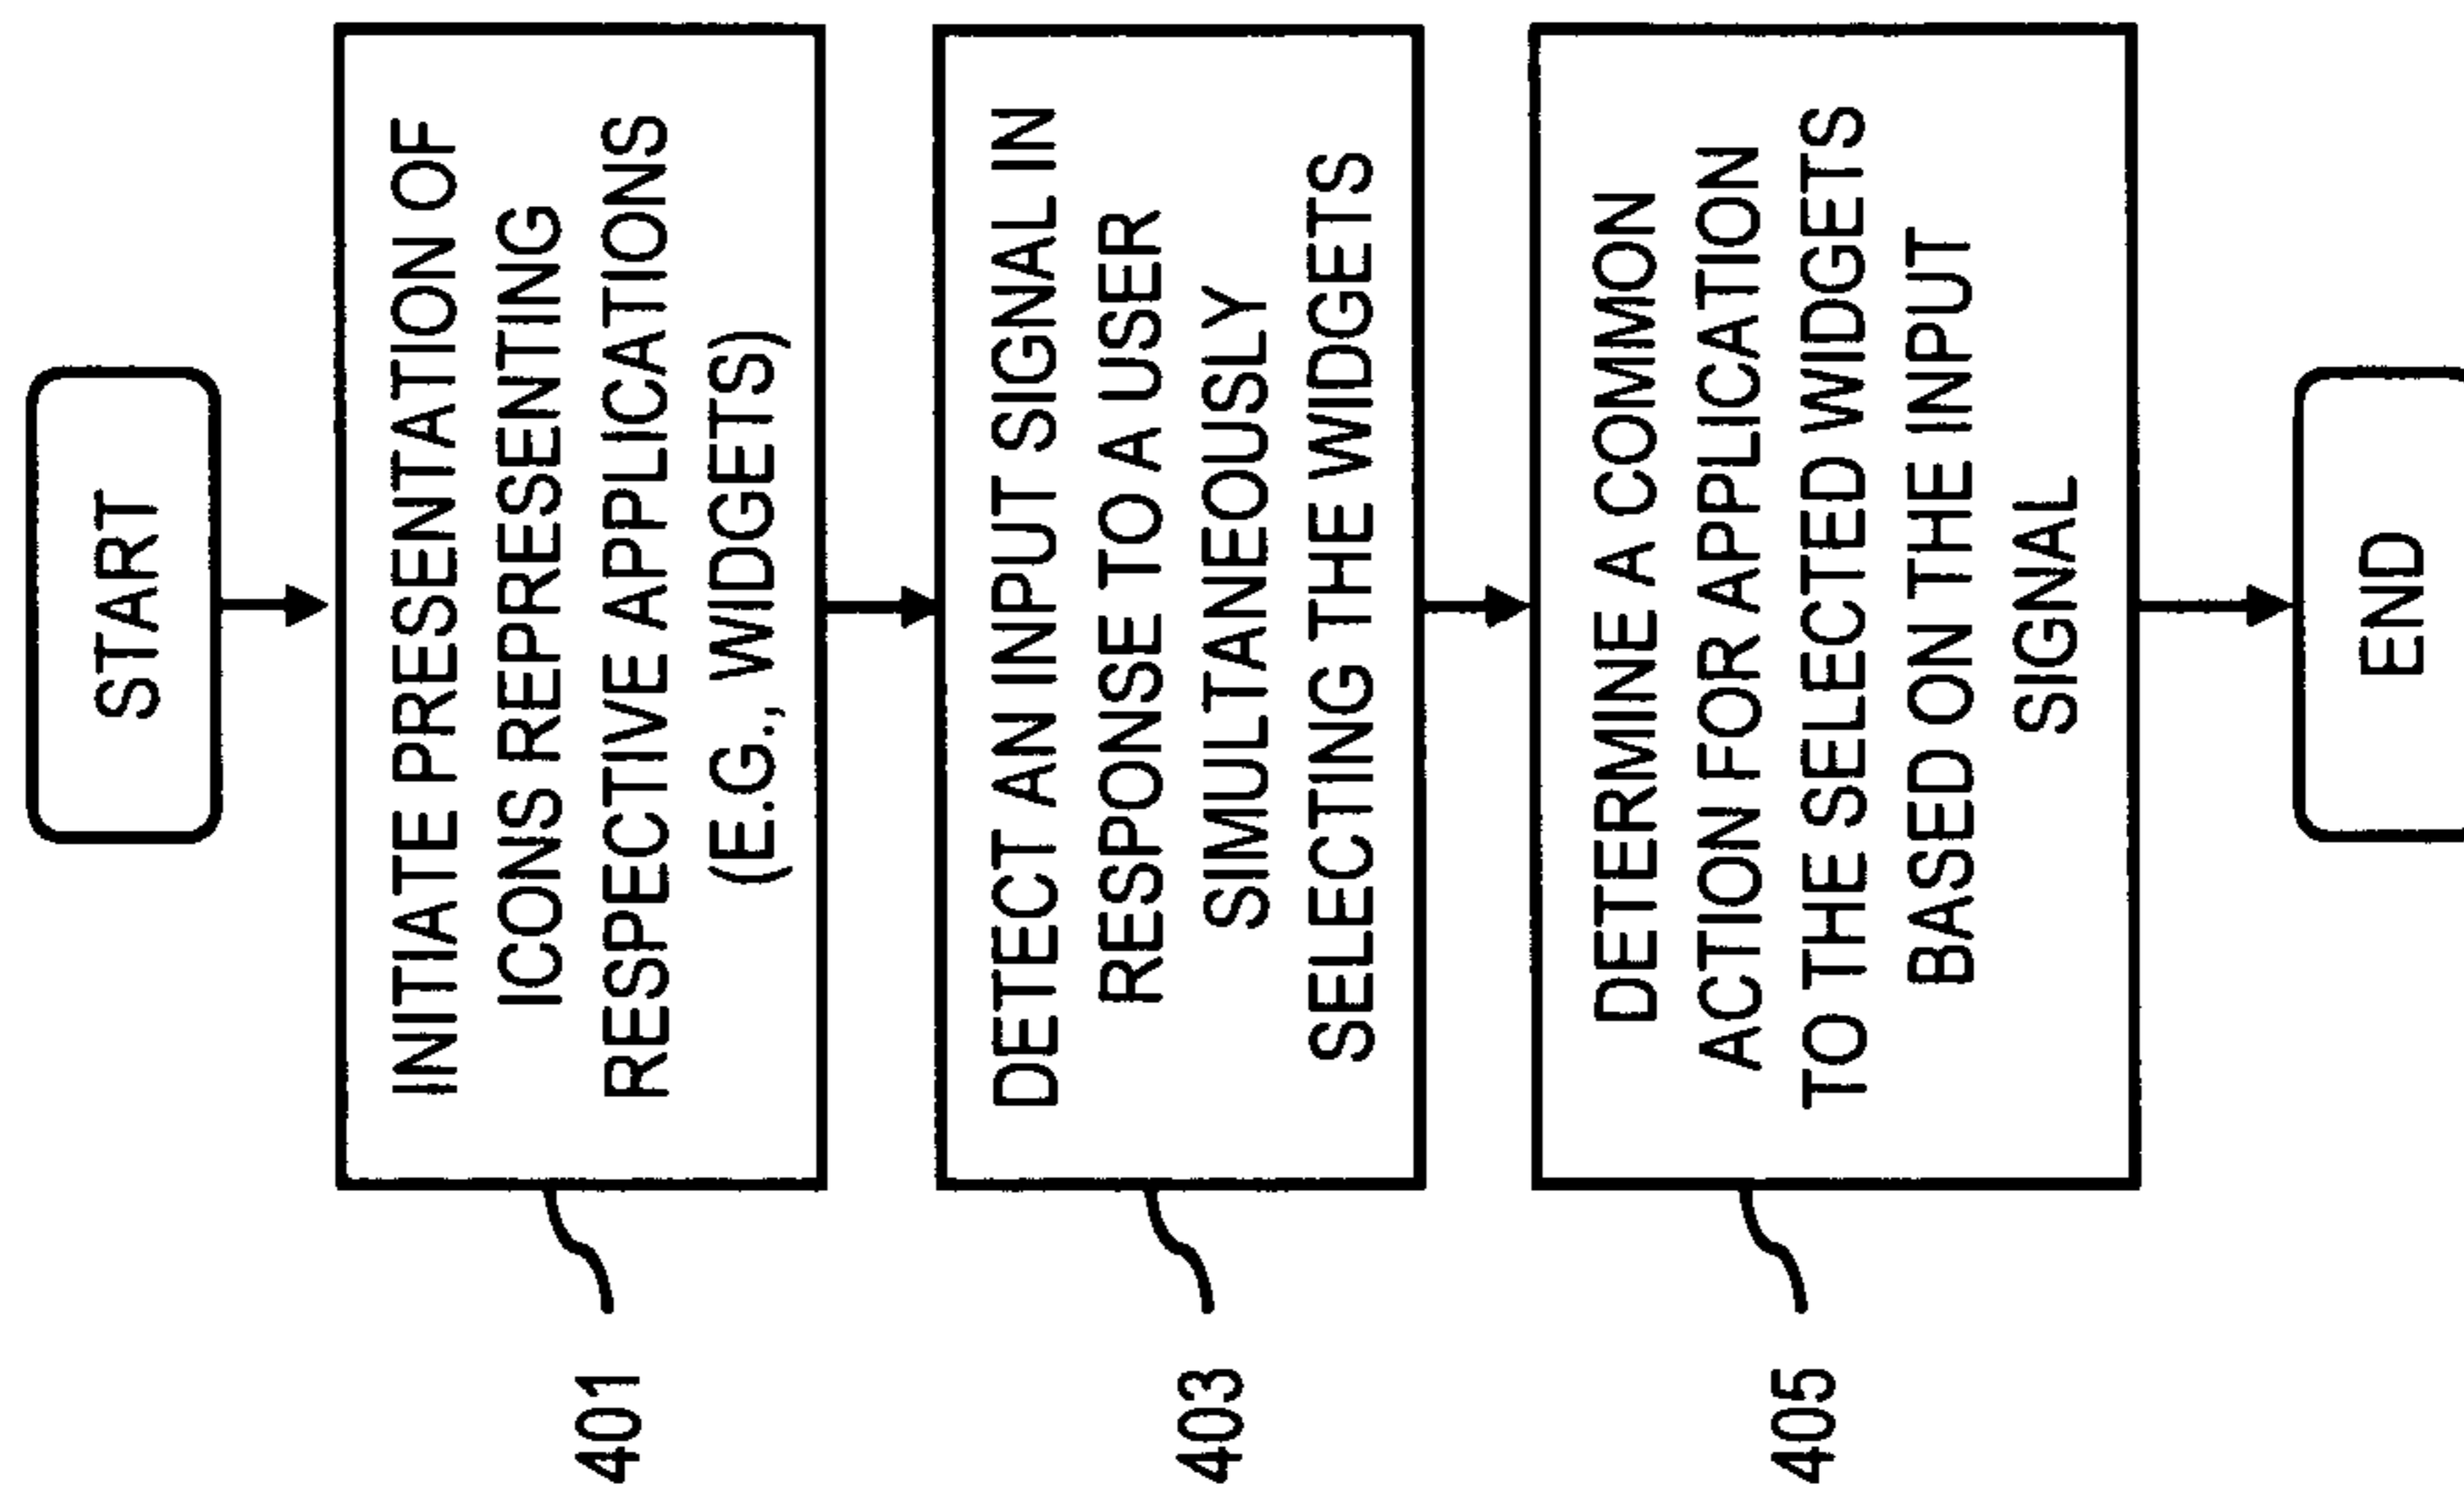 START
INITIATE PRESENTATION OF
ICONS REPRESENTING
RESPECTIVE APPLICATIONS
(E.G., WIDGETS)
401
DETECT AN INPUT SIGNAL IN
RESPONSE TO A USER
SIMULTANEOUSLY
SELECTING THE WIDGETS
403
DETERMINE A COMMON
ACTION FOR APPLICATION
TO THE SELECTED WIDGETS
BASED ON THE INPUT
SIGNAL
405
END